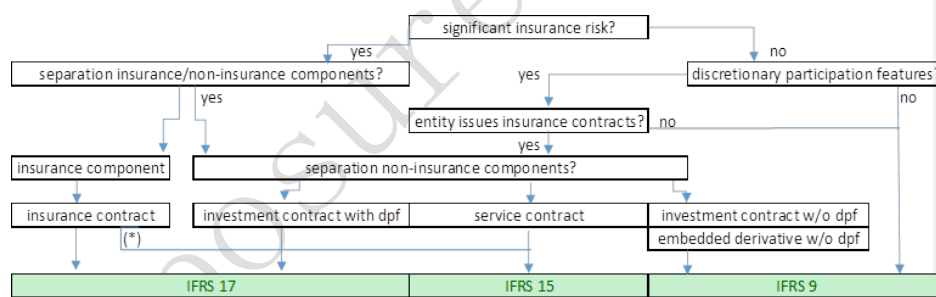 significant insurance risk?
yes
no
separation insurance/non-insurance components?
yes
discretionary participation features?
yes
no
entity issues insurance contracts?
no
yes
insurance component
separation non-insurance components?
insurance contract
investment contract with dpf
service contract
investment contract w/o dpf
(*)
embedded derivative w/o dpf
IFRS 17
IFRS 15
IFRS 9